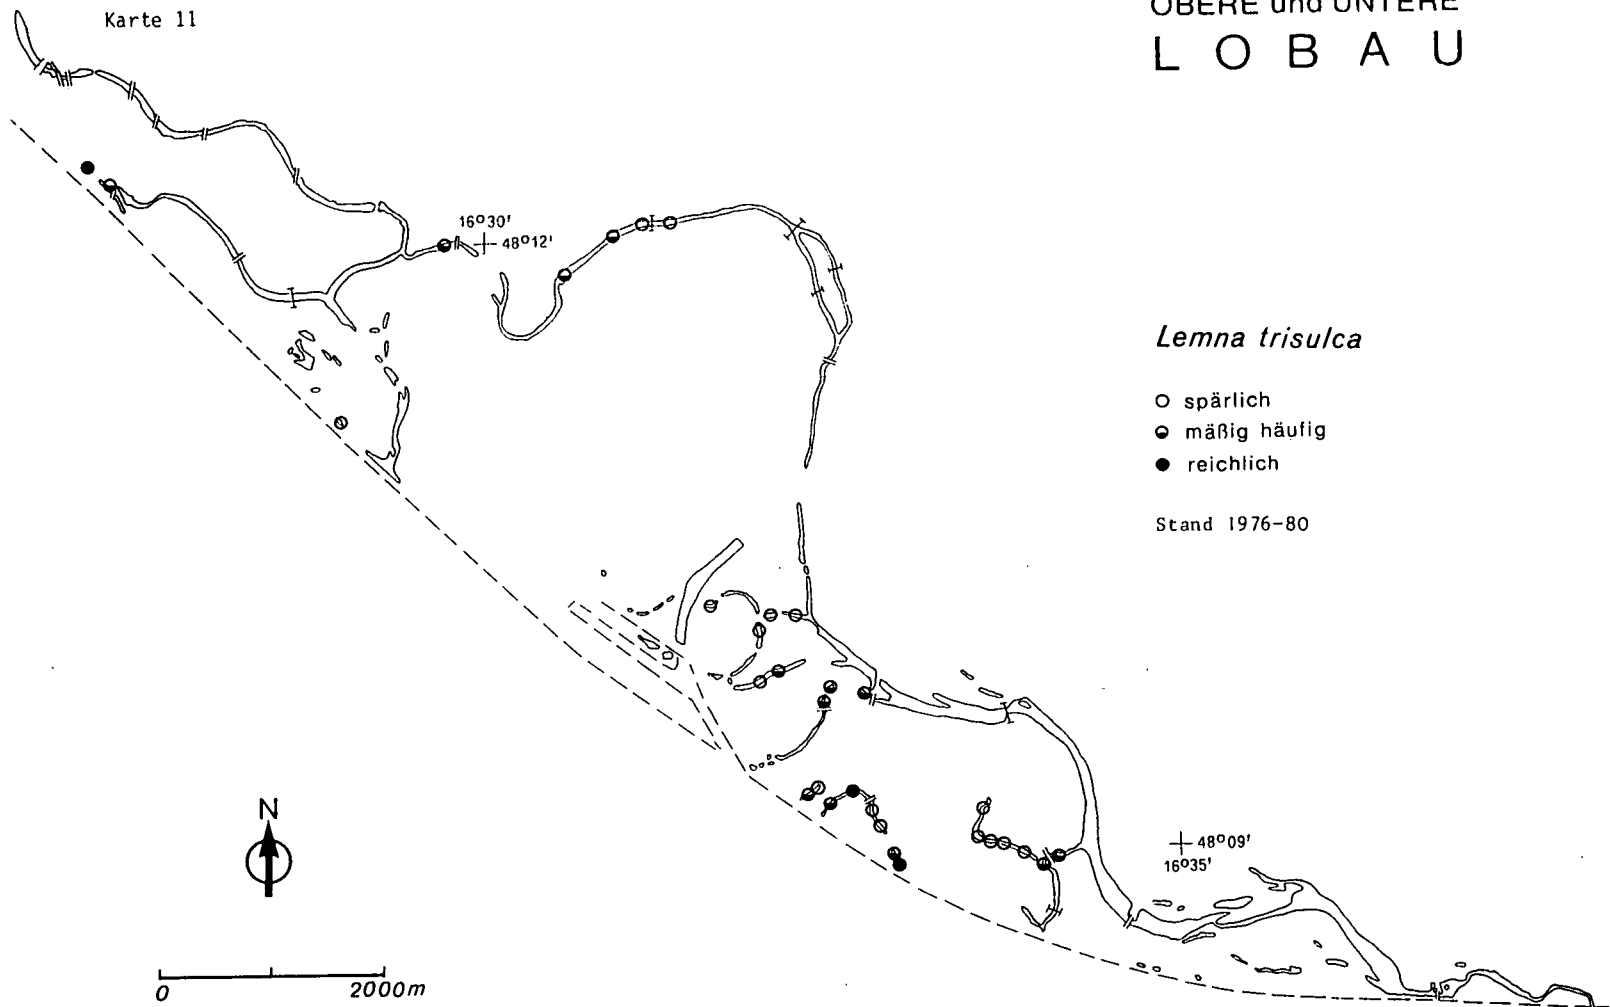 Karte 11
OBERE und UNTERE
LOBAU
16°30'
48°12'
Lemna trisulca
spärlich
mäßig häufig
reichlich
Stand 1976-80
N
48°09'
16°35'
0 2000m